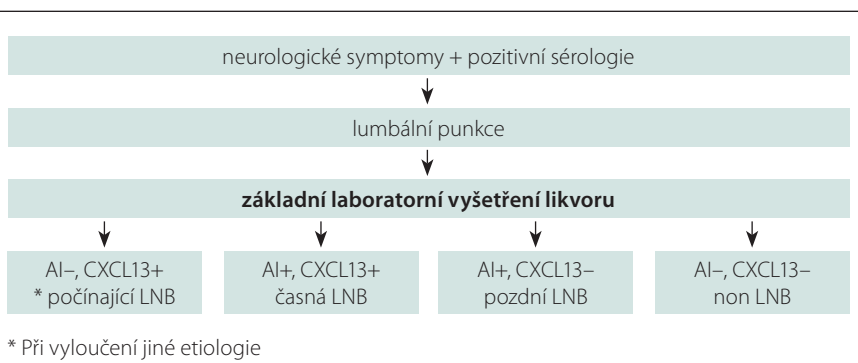 neurologické symptomy + pozitivní sérologie
lumbální punkce
základní laboratorní vyšetření likvoru
AI–, CXCL13+
* počínající LNB
AI+, CXCL13+
časná LNB
AI+, CXCL13–
pozdní LNB
AI–, CXCL13–
non LNB
* Při vyloučení jiné etiologie